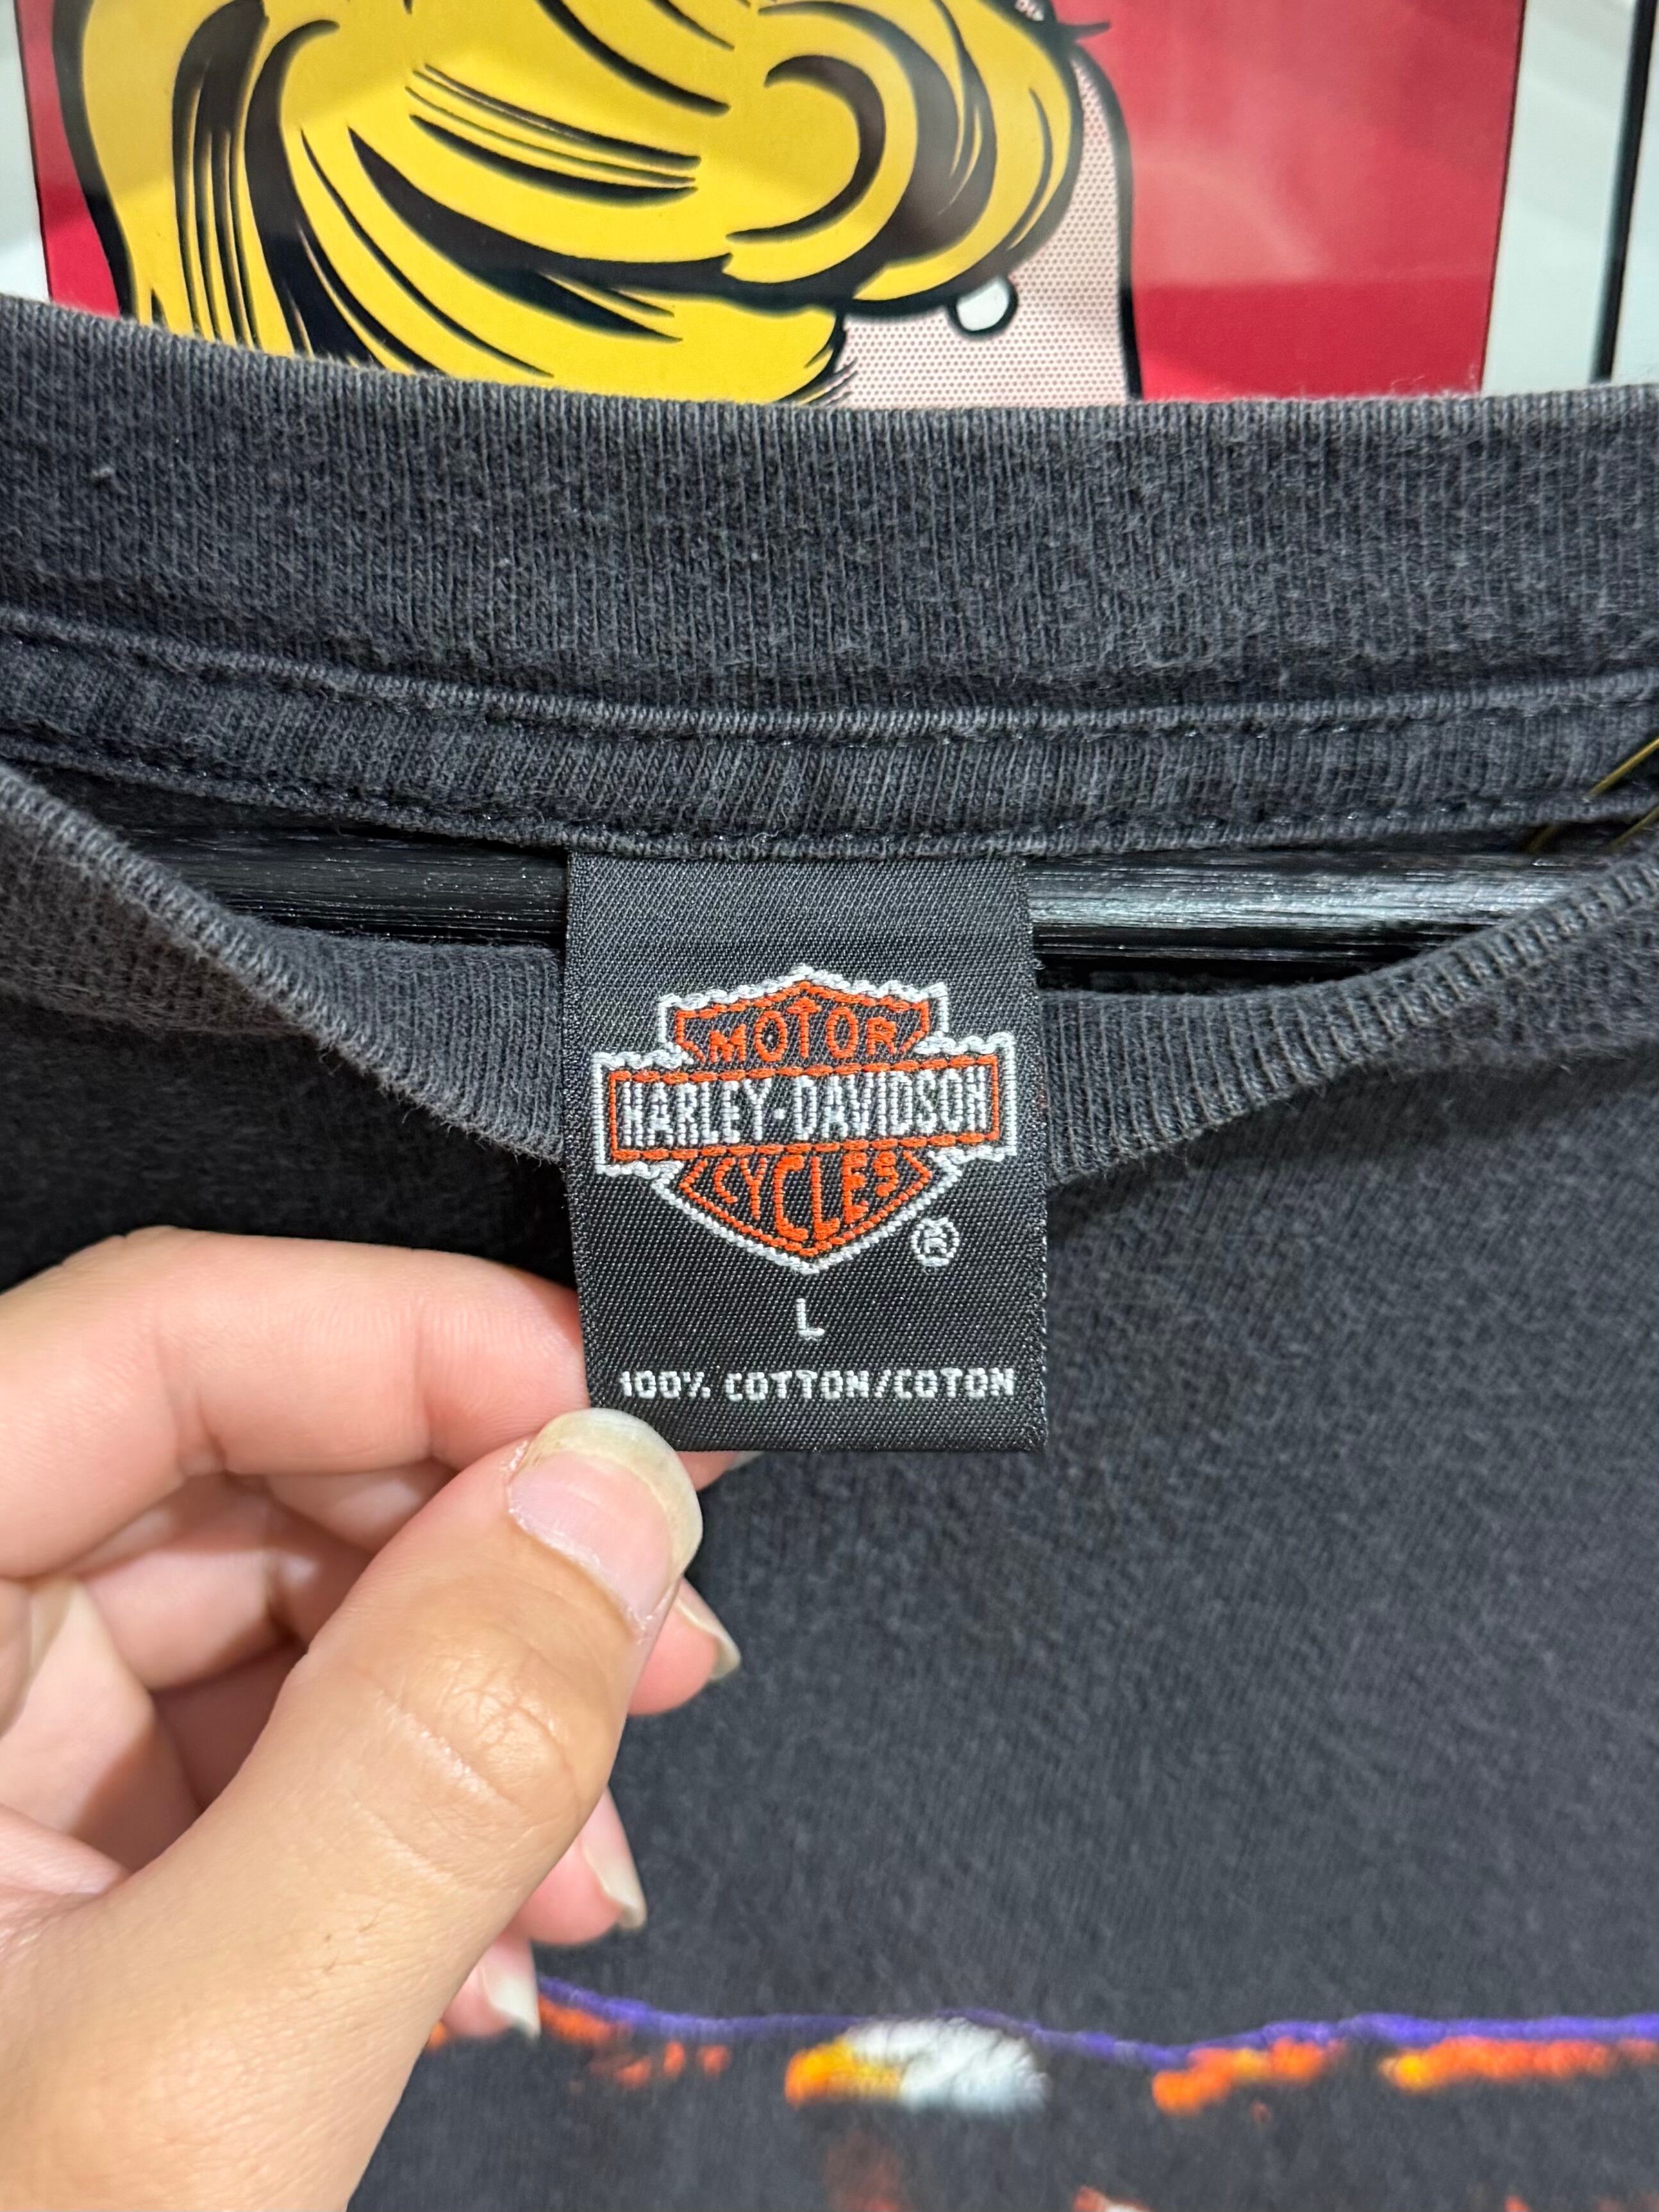 MOTOR
HARLEY-DAVIDSON
CYCLES
®
L
100% COTTON/COTON